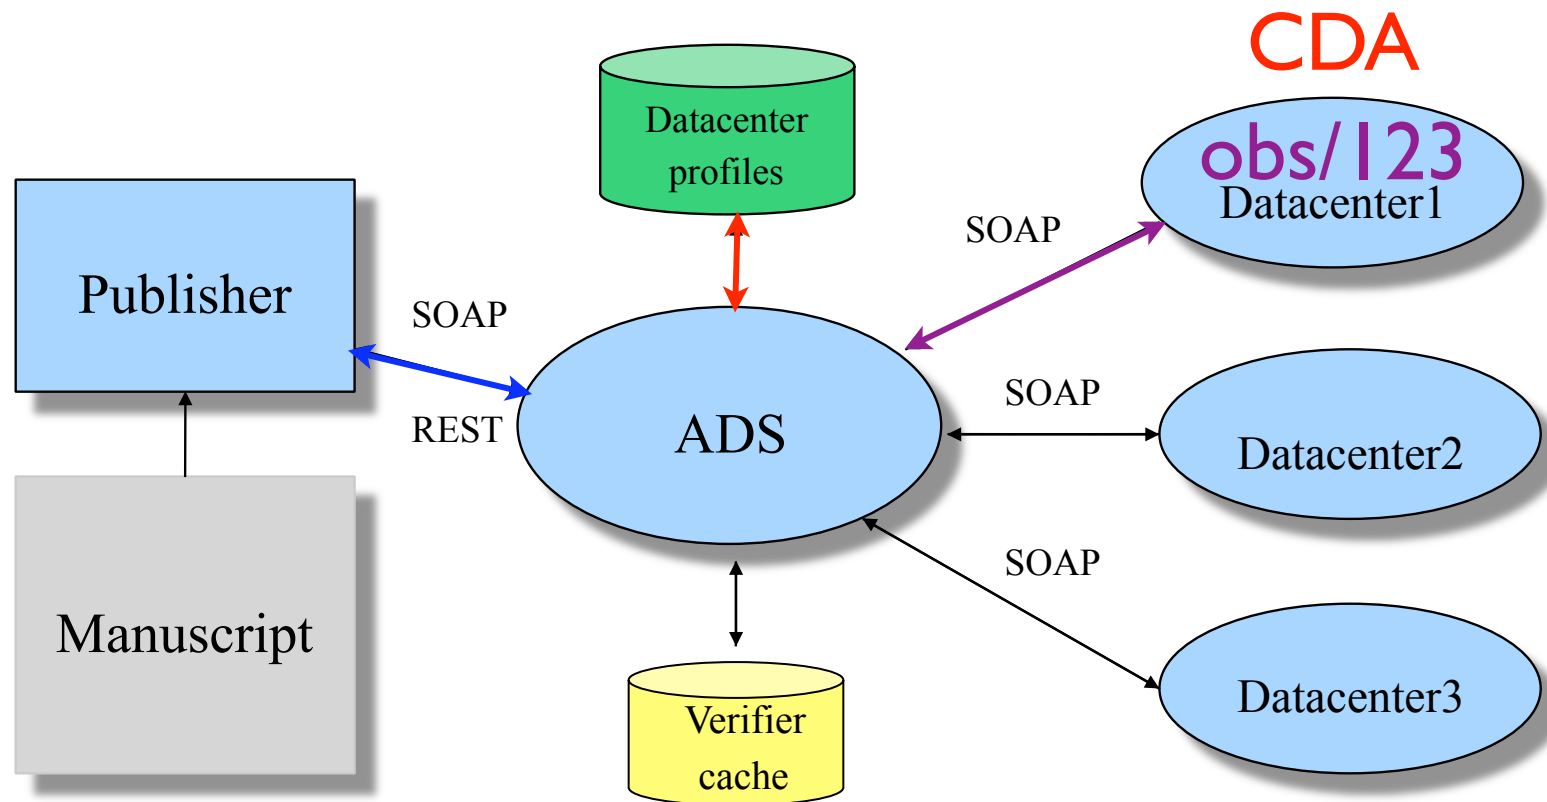 CDA
Datacenter
profiles
obs/123
Datacenter1
SOAP
Publisher
SOAP
REST
ADS
SOAP
Datacenter2
Manuscript
SOAP
Datacenter3
Verifier
cache